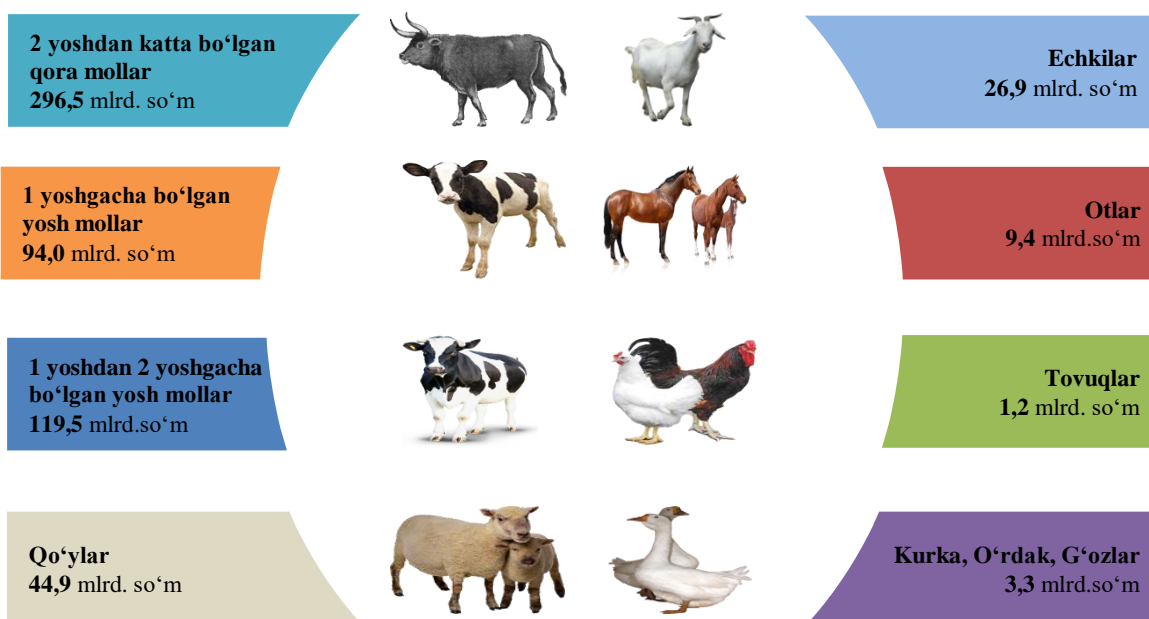 2 yoshdan katta bo‘lgan
qora mollar
296,5 mlrd. so‘m
Echkilar
26,9 mlrd. so‘m
1 yoshgacha bo‘lgan
yosh mollar
94,0 mlrd. so‘m
Otlar
9,4 mlrd.so‘m
1 yoshdan 2 yoshgacha
bo‘lgan yosh mollar
119,5 mlrd.so‘m
Tovuqlar
1,2 mlrd. so‘m
Qo‘ylar
44,9 mlrd. so‘m
Kurka, O‘rdak, G‘ozlar
3,3 mlrd.so‘m